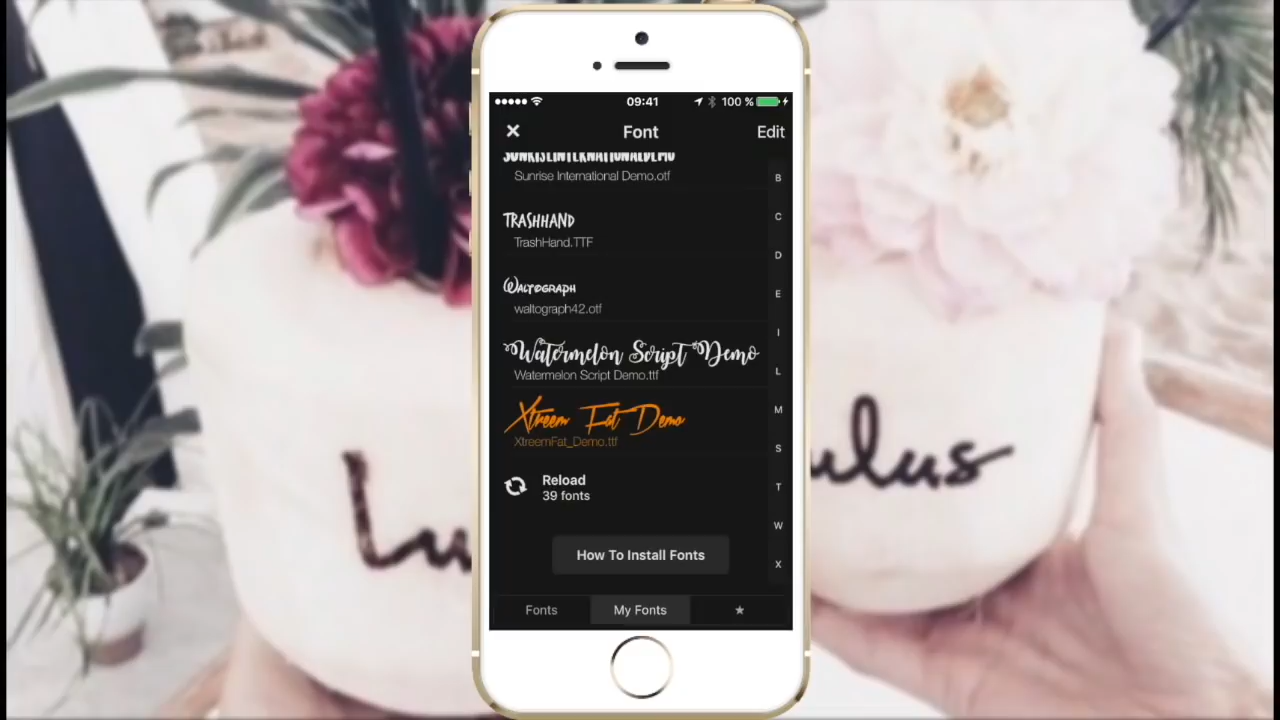 09:41 100 %
Font Edit
SUNRISEINTERNATIONALDEMO
Sunrise International Demo.otf
B
TRASHHAND
TrashHand.TTF
C
D
Waltograph
waltograph42.otf
E
I
Watermelon Script Demo
Watermelon Script Demo.ttf
L
Xtreem Fat Demo
XtreemFat_Demo.ttf
M
S
Reload
39 fonts
T
W
How To Install Fonts
X
Fonts My Fonts ★
lu
ulus